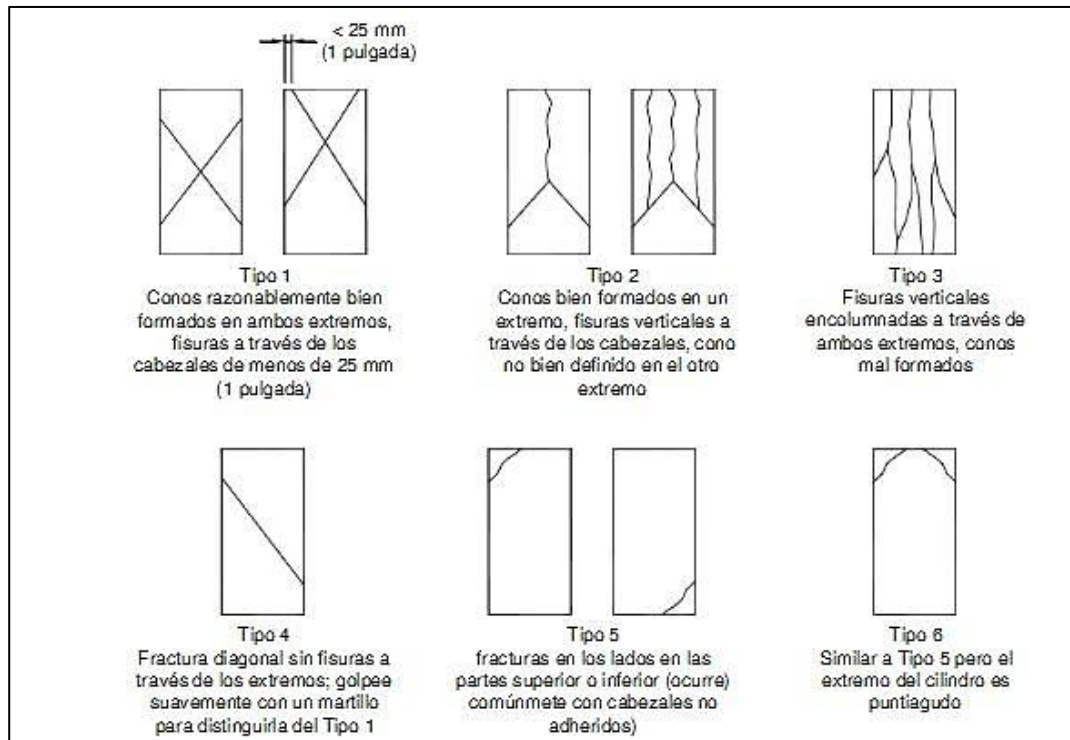 < 25 mm
(1 pulgada)
Tipo 1
Conos razonablemente bien
formados en ambos extremos,
fisuras a través de los
cabezales de menos de 25 mm
(1 pulgada)
Tipo 2
Conos bien formados en un
extremo, fisuras verticales a
través de los cabezales, cono
no bien definido en el otro
extremo
Tipo 3
Fisuras verticales
encolumnadas a través de
ambos extremos, conos
mal formados
Tipo 4
Fractura diagonal sin fisuras a
través de los extremos; golpee
suavemente con un martillo
para distinguirla del Tipo 1
Tipo 5
fracturas en los lados en las
partes superior o inferior (ocurre)
comúnmete con cabezales no
adheridos)
Tipo 6
Similar a Tipo 5 pero el
extremo del cilindro es
puntiagudo